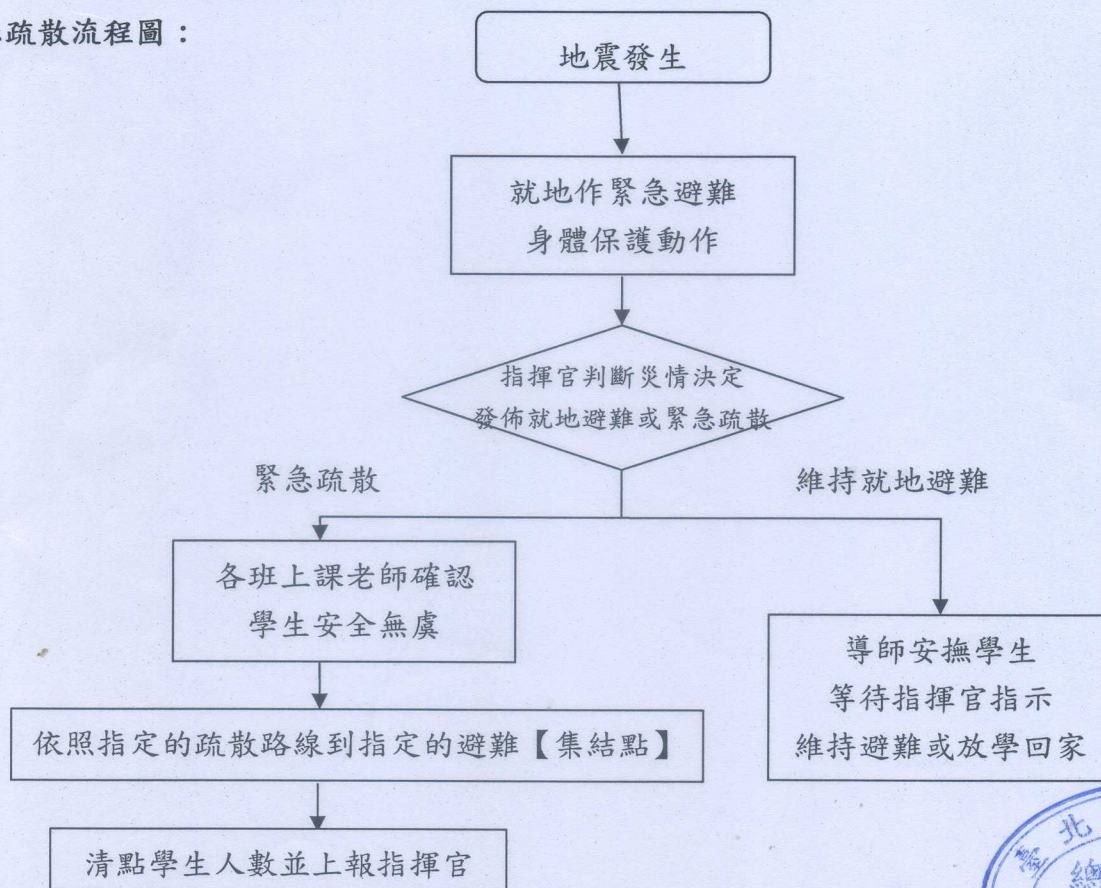 疏散流程圖：
地震發生
就地作緊急避難
身體保護動作
指揮官判斷災情決定
發佈就地避難或緊急疏散
緊急疏散
維持就地避難
各班上課老師確認
學生安全無虞
導師安撫學生
等待指揮官指示
維持避難或放學回家
依照指定的疏散路線到指定的避難【集結點】
清點學生人數並上報指揮官
臺北
總